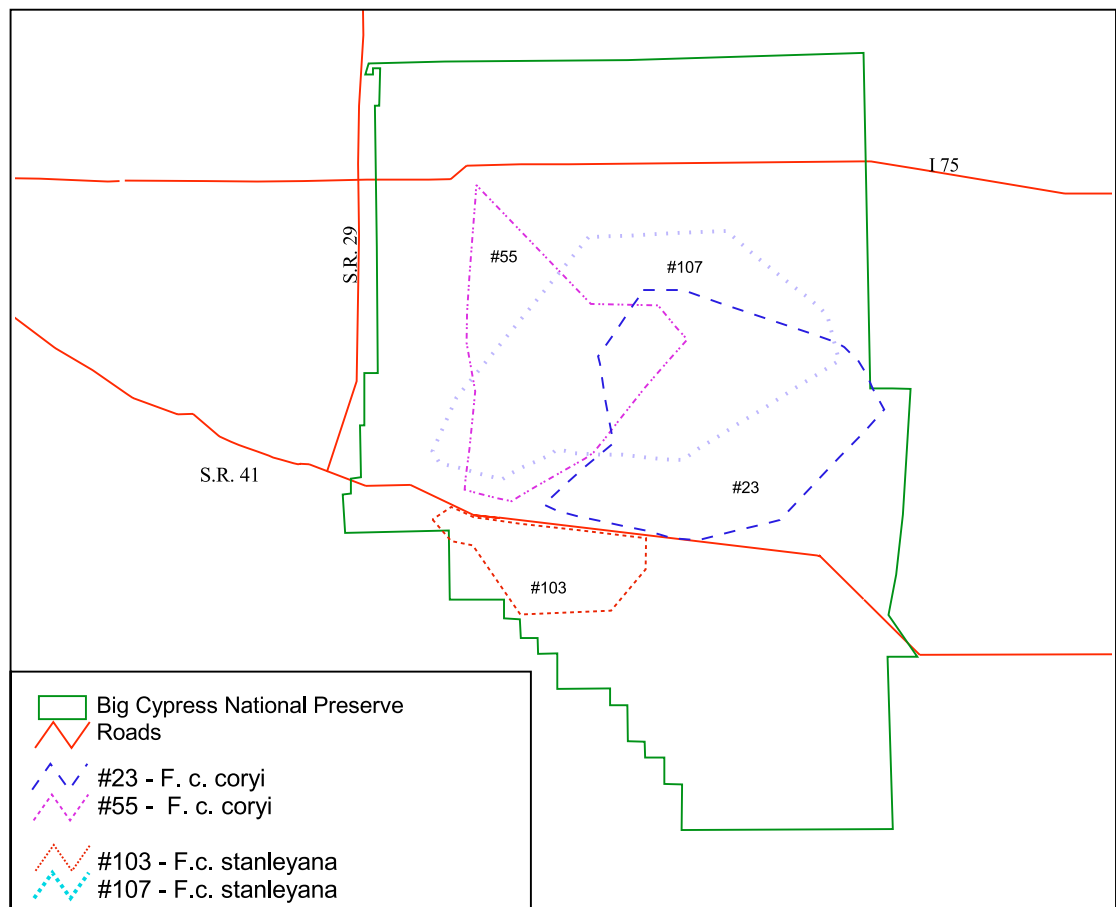 I 75
S.R. 29
#55
#107
S.R. 41
#23
#103
Big Cypress National Preserve
Roads
#23 - F. c. coryi
#55 - F. c. coryi
#103 - F.c. stanleyana
#107 - F.c. stanleyana